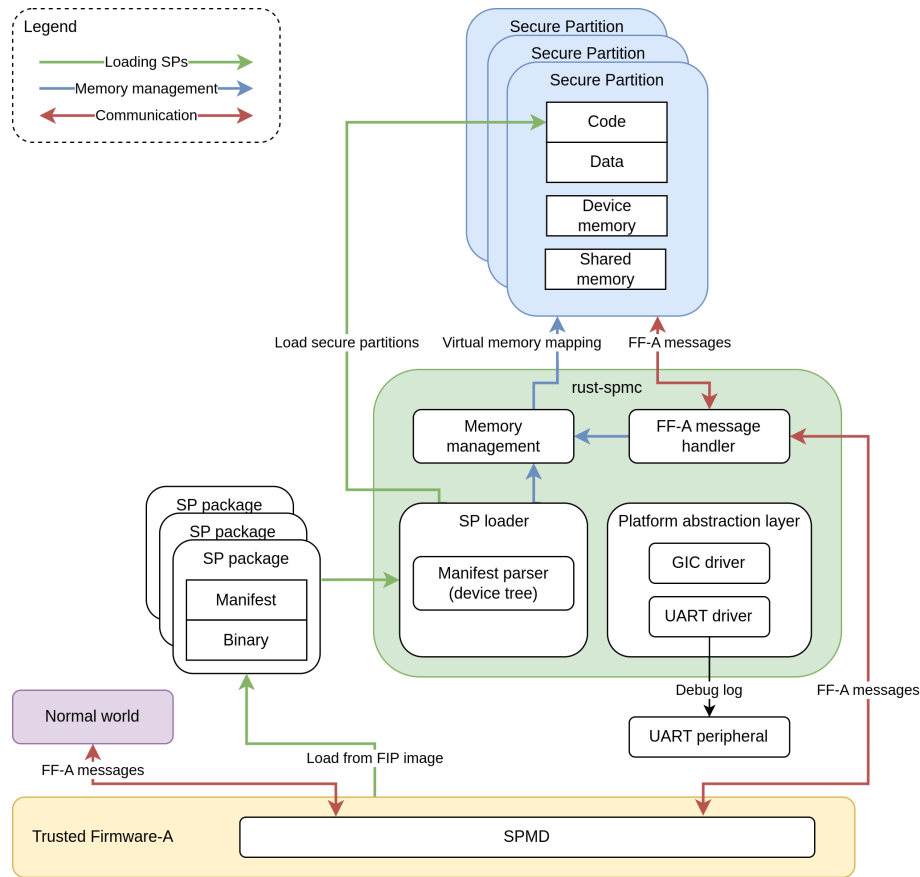 Legend
Loading SPs
Memory management
Communication
Secure Partition
Secure Partition
Secure Partition
Code
Data
Device
memory
Shared
memory
Load secure partitions
Virtual memory mapping
FF-A messages
rust-spmc
Memory
management
FF-A message
handler
SP package
SP package
SP package
Manifest
Binary
SP loader
Manifest parser
(device tree)
Platform abstraction layer
GIC driver
UART driver
Debug log
FF-A messages
UART peripheral
Normal world
FF-A messages
Load from FIP image
Trusted Firmware-A
SPMD